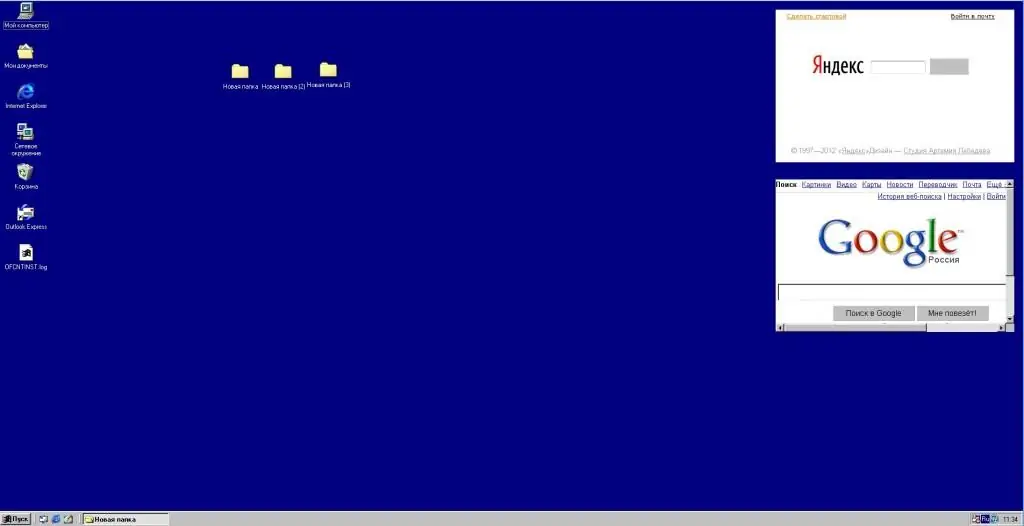 Мой компьютер
Мои документы
Internet Explorer
Сетевое
окружение
Корзина
Outlook Express
OFCNTINST.log
Новая папка
Новая папка (2)
Новая папка (3)
Сделать стартовой
Войти в почту
Яндекс
© 1997—2012 «Яндекс»Дизайн — Студия Артемия Лебедева
Поиск Картинки Видео Карты Новости Переводчик Почта Ещё
История веб-поиска | Настройки | Войти
Google™
Россия
Поиск в Google
Мне повезёт!
Пуск
Новая папка
Ru
11:34